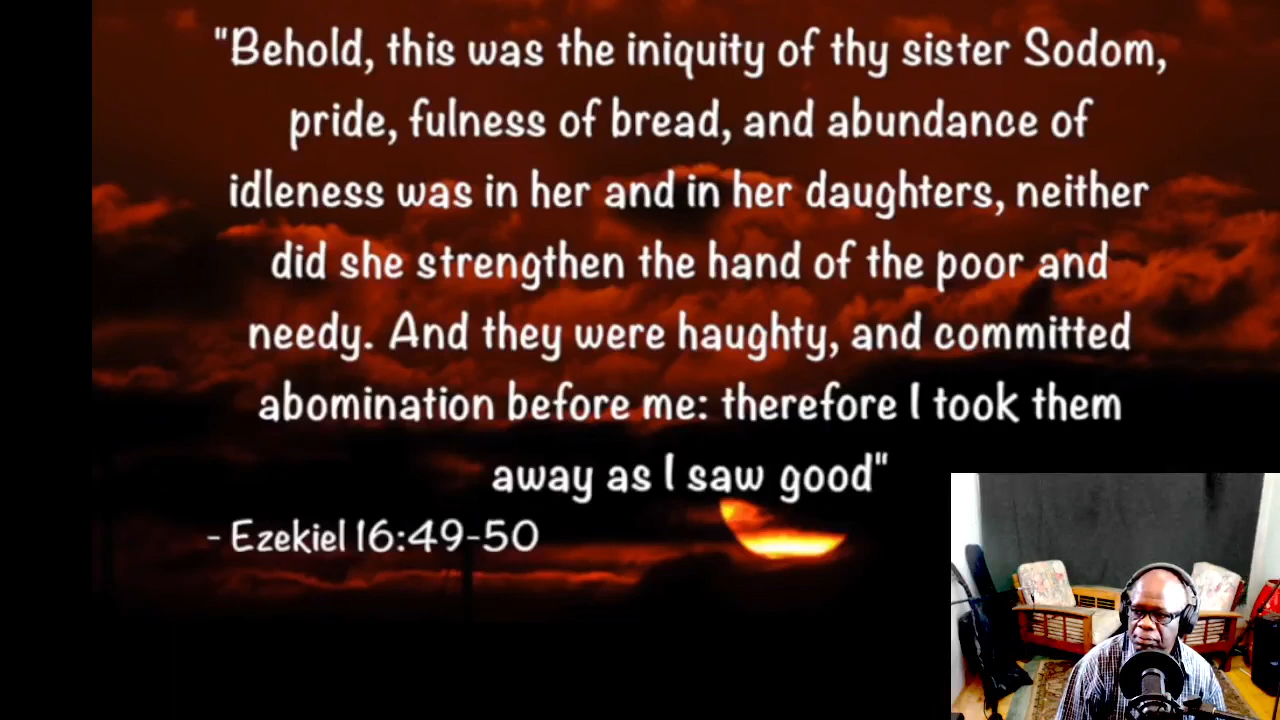 "Behold, this was the iniquity of thy sister Sodom,
pride, fulness of bread, and abundance of
idleness was in her and in her daughters, neither
did she strengthen the hand of the poor and
needy. And they were haughty, and committed
abomination before me: therefore I took them
away as I saw good"
- Ezekiel 16:49-50